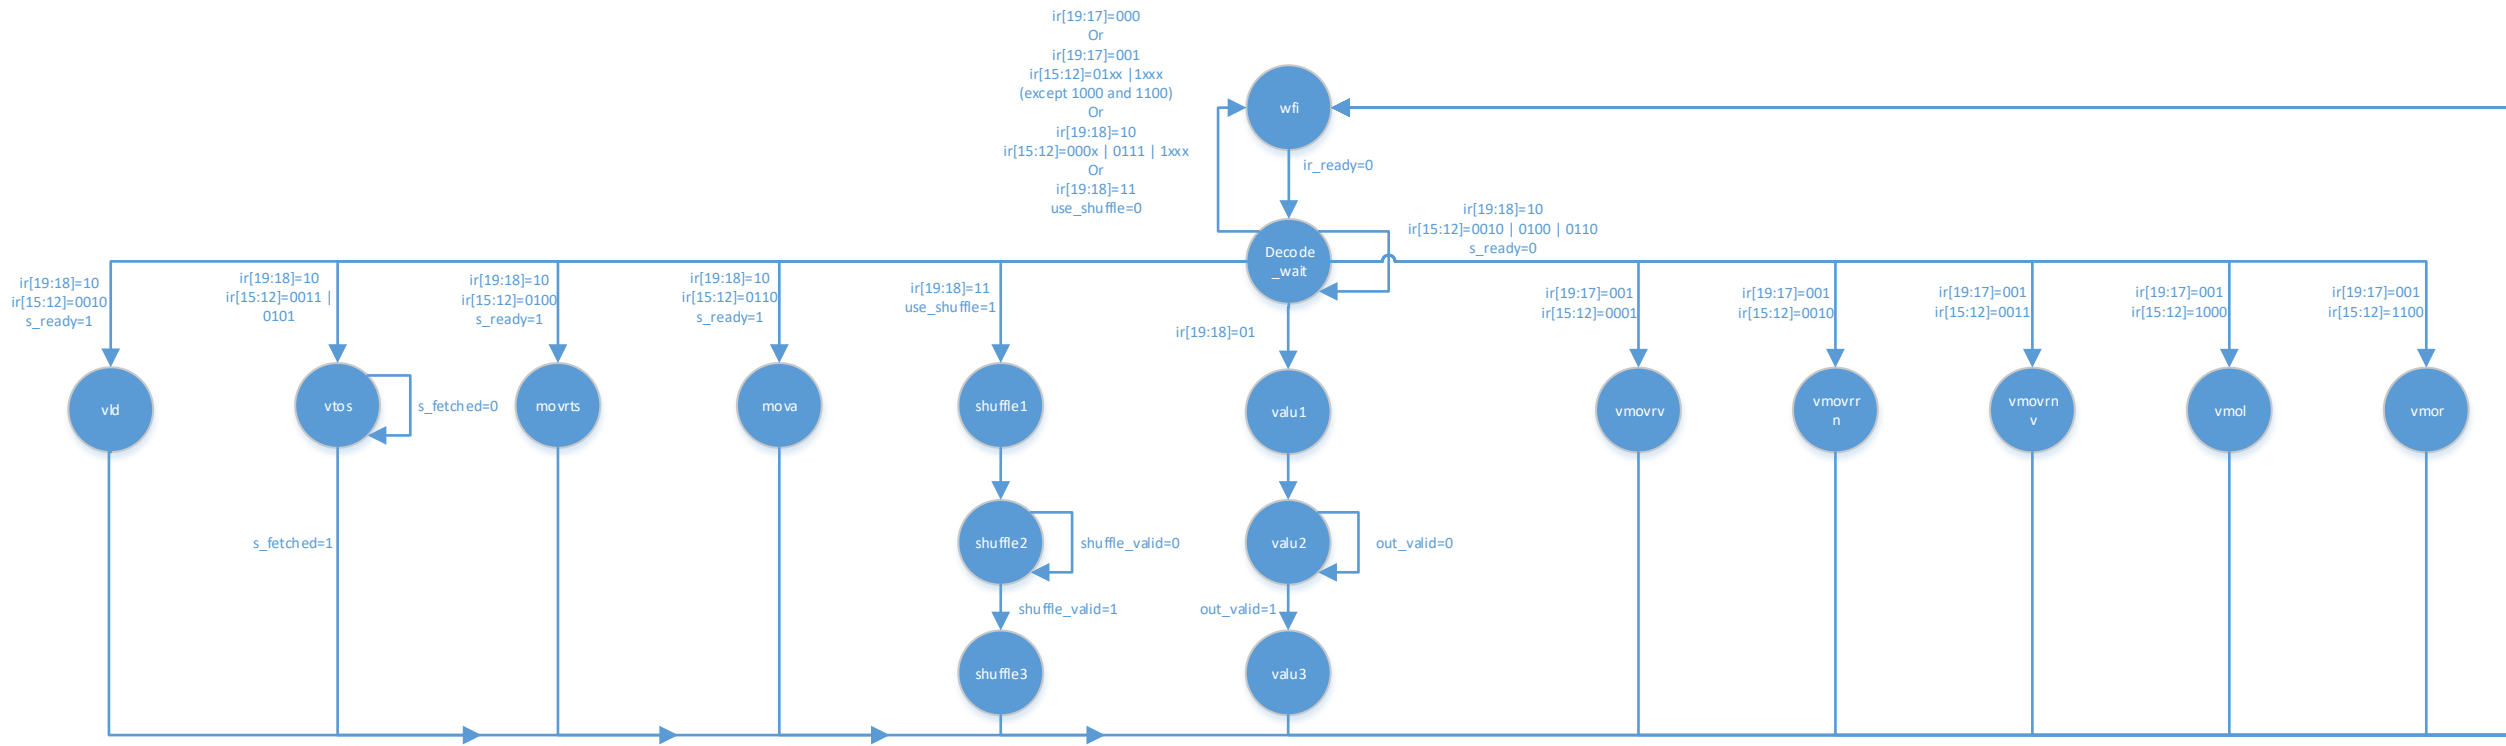 ir[19:17]=000
Or
ir[19:17]=001
ir[15:12]=01xx |1xxx
(except 1000 and 1100)
Or
ir[19:18]=10
ir[15:12]=000x | 0111 | 1xxx
Or
ir[19:18]=11
use_shuffle=0
wfi
ir_ready=0
Decode
_wait
ir[19:18]=10
ir[15:12]=0010 | 0100 | 0110
s_ready=0
ir[19:18]=10
ir[15:12]=0010
s_ready=1
ir[19:18]=10
ir[15:12]=0011 |
0101
ir[19:18]=10
ir[15:12]=0100
s_ready=1
ir[19:18]=10
ir[15:12]=0110
s_ready=1
ir[19:18]=11
use_shuffle=1
ir[19:18]=01
ir[19:17]=001
ir[15:12]=0001
ir[19:17]=001
ir[15:12]=0010
ir[19:17]=001
ir[15:12]=0011
ir[19:17]=001
ir[15:12]=1000
ir[19:17]=001
ir[15:12]=1100
vld
vtos
s_fetched=0
movrts
mova
shuffle1
valu1
vmovrv
vmovrr
n
vmovrn
v
vmol
vmor
s_fetched=1
shuffle2
shuffle_valid=0
valu2
out_valid=0
shuffle_valid=1
out_valid=1
shuffle3
valu3